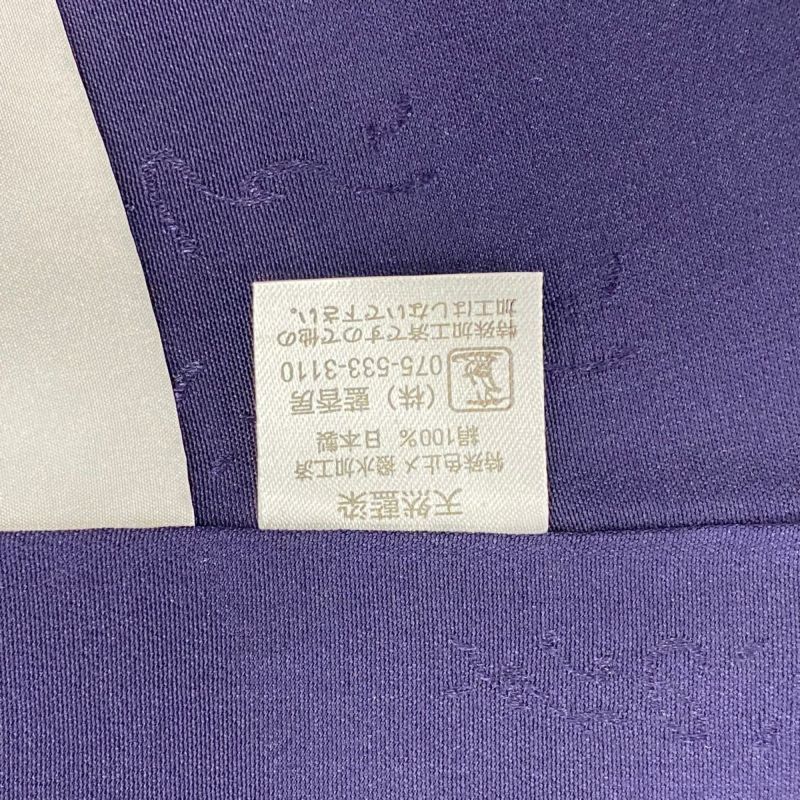 天然藍染
特殊色止メ 撥水加工済
絹100% 日本製
(株) 藍香房
075-533-3110
特殊加工済ですので他の
加工はしないで下さい。